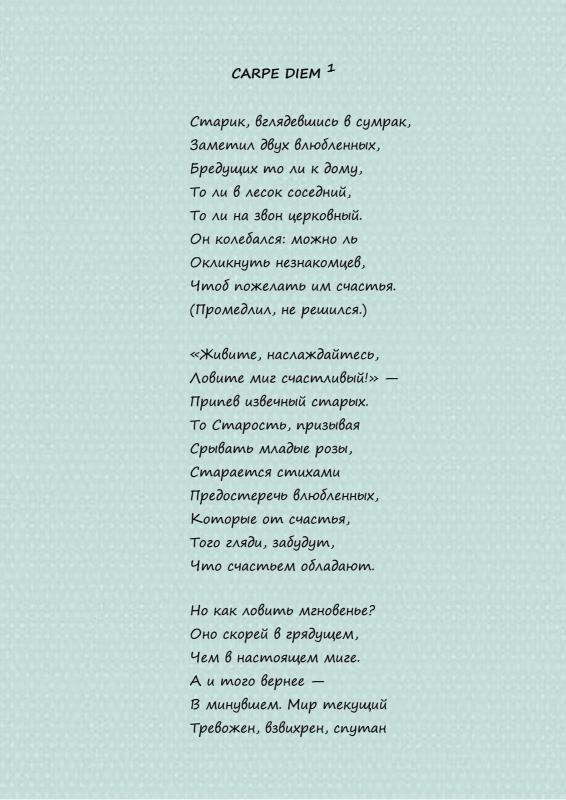 CARPE DIEM ¹
Старик, вглядевшись в сумрак,
Заметил двух влюбленных,
Бредущих то ли к дому,
То ли в лесок соседний,
То ли на звон церковный.
Он колебался: можно ль
Окликнуть незнакомцев,
Чтоб пожелать им счастья.
(Промедлил, не решился.)
«Живите, наслаждайтесь,
Ловите миг счастливый!» —
Припев извечный старых.
То Старость, призывая
Срывать младые розы,
Старается стихами
Предостеречь влюбленных,
Которые от счастья,
Того гляди, забудут,
Что счастьем обладают.
Но как ловить мгновенье?
Оно скорей в грядущем,
Чем в настоящем миге.
А и того вернее —
В минувшем. Мир текущий
Тревожен, взвихрен, спутан